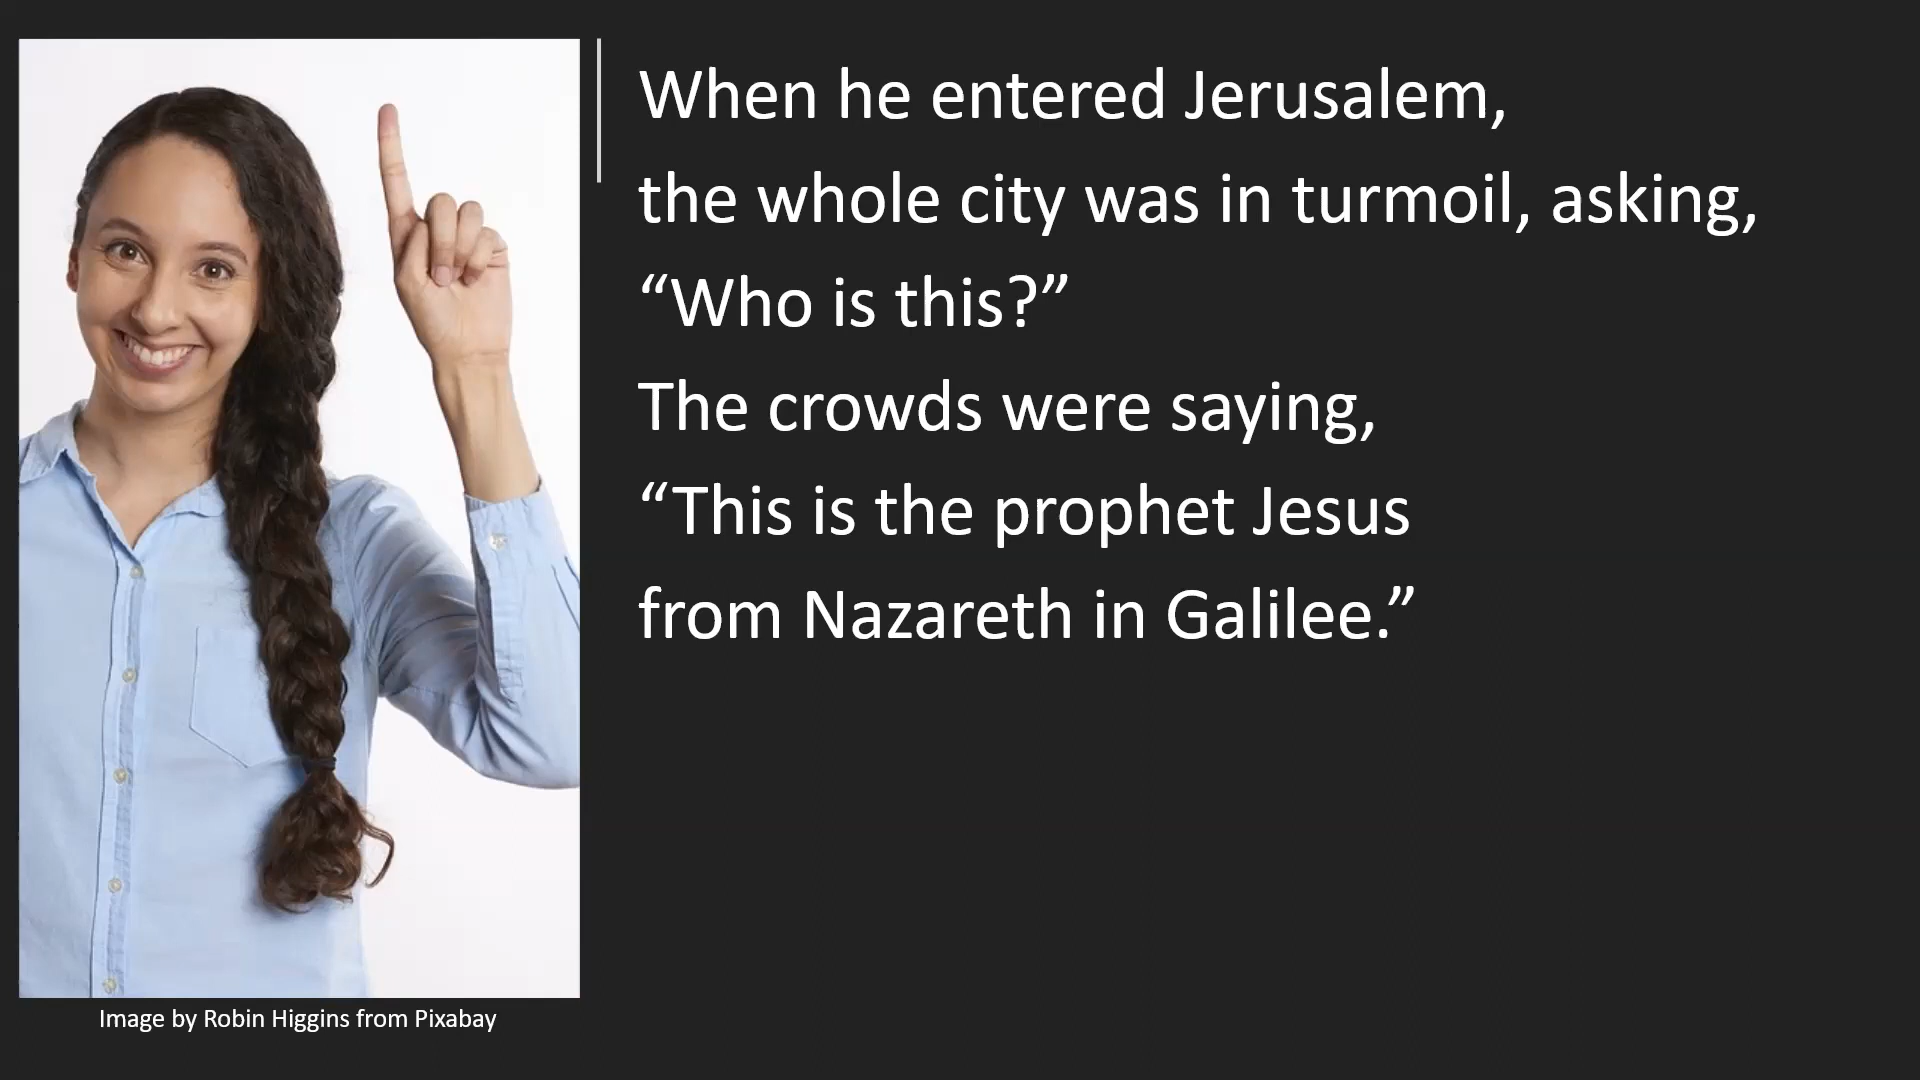 When he entered Jerusalem,
the whole city was in turmoil, asking,
“Who is this?”
The crowds were saying,
“This is the prophet Jesus
from Nazareth in Galilee.”
Image by Robin Higgins from Pixabay